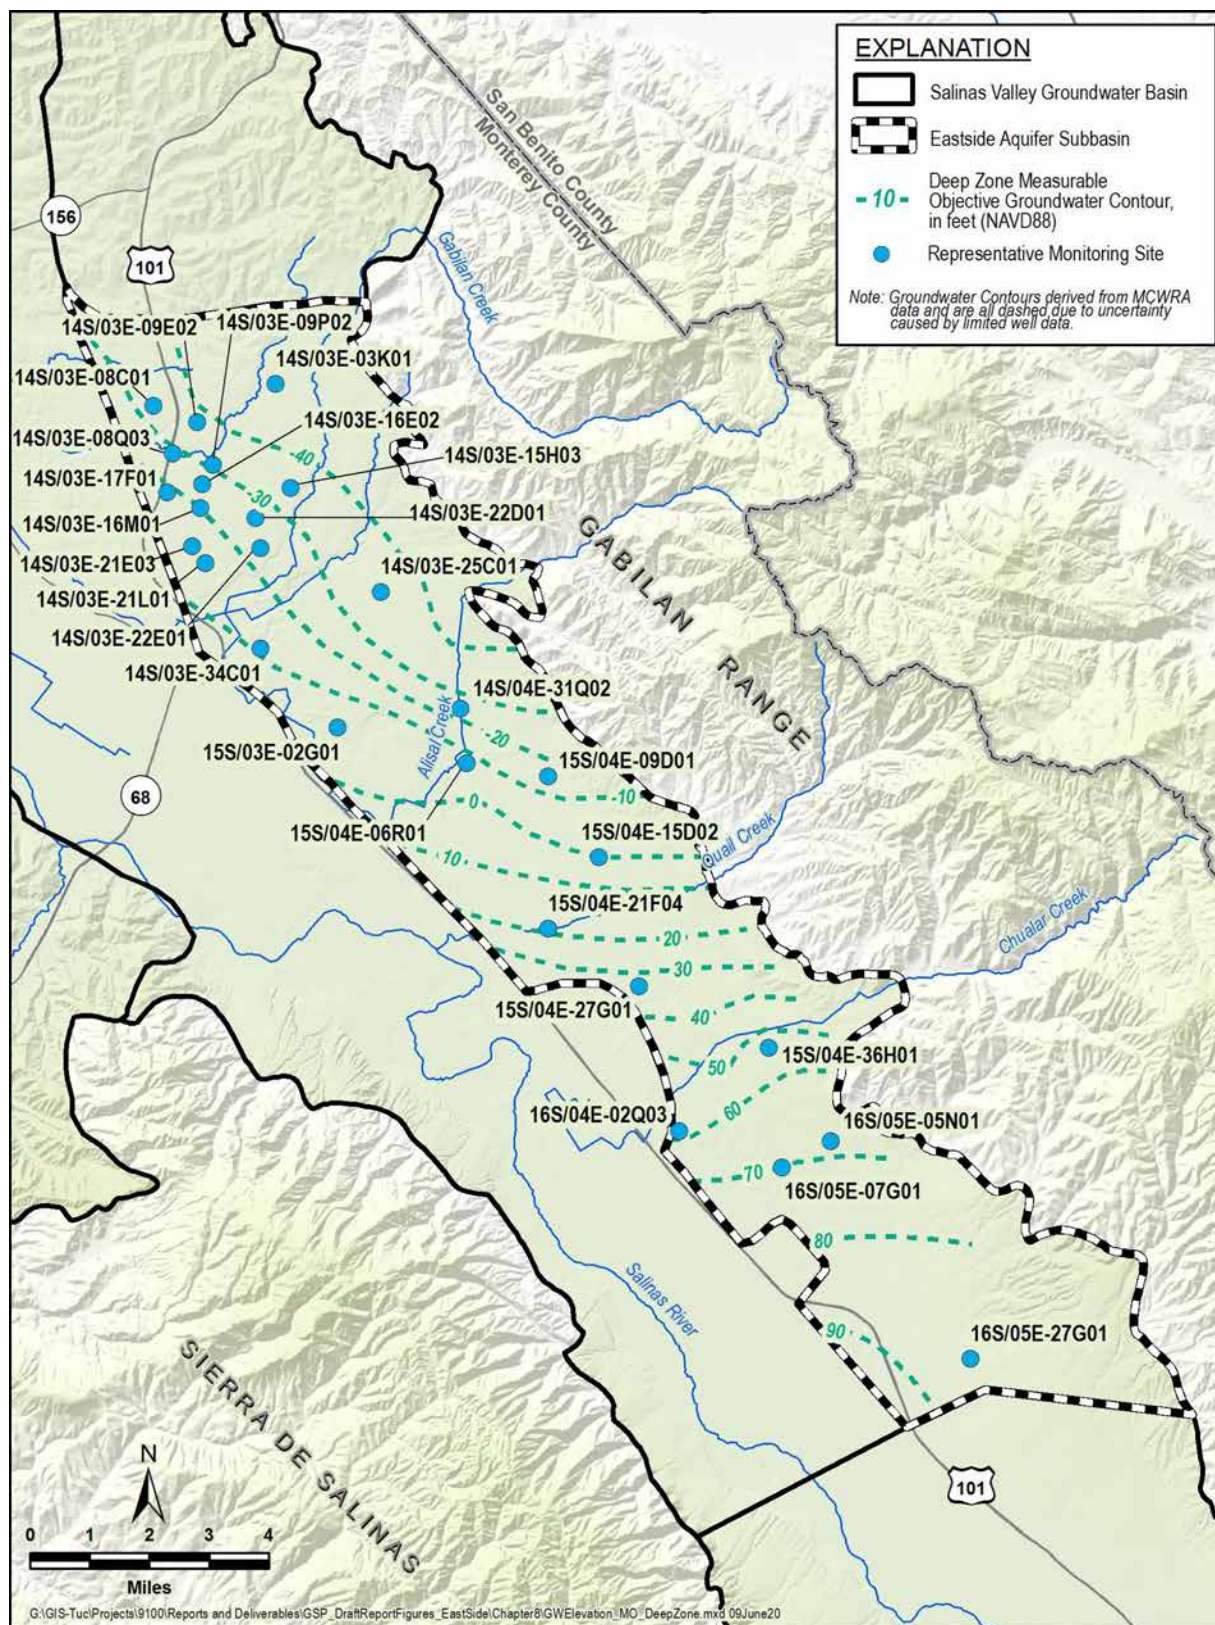 EXPLANATION
Salinas Valley Groundwater Basin
Eastside Aquifer Subbasin
10
Deep Zone Measurable
Objective Groundwater Contour,
in feet (NAVD88)
Representative Monitoring Site
Note: Groundwater Contours derived from MCWRA
data and are all dashed due to uncertainty
caused by limited well data.
San Benito County
Monterey County
156
101
Gabilan Creek
14S/03E-09E02
14S/03E-09P02
14S/03E-03K01
14S/03E-08C01
14S/03E-16E02
14S/03E-08Q03
-40
14S/03E-15H03
14S/03E-17F01
-30
14S/03E-22D01
14S/03E-16M01
14S/03E-21E03
14S/03E-25C01
14S/03E-21L01
14S/03E-22E01
14S/03E-34C01
GABILAN
RANGE
14S/04E-31Q02
Alisal Creek
-20
15S/03E-02G01
15S/04E-09D01
68
0
-10
15S/04E-06R01
15S/04E-15D02
Quail Creek
10
15S/04E-21F04
Chualar Creek
20
30
15S/04E-27G01
40
15S/04E-36H01
50
60
16S/04E-02Q03
16S/05E-05N01
70
16S/05E-07G01
80
Salinas River
90
16S/05E-27G01
SIERRA DE SALINAS
101
N
0 1 2 3 4
Miles
G:\GIS-Tuc\Projects\9100\Reports and Deliverables\GSP_DraftReportFigures_EastSide\Chapter8\GWElevation_MO_DeepZone.mxd 09June20